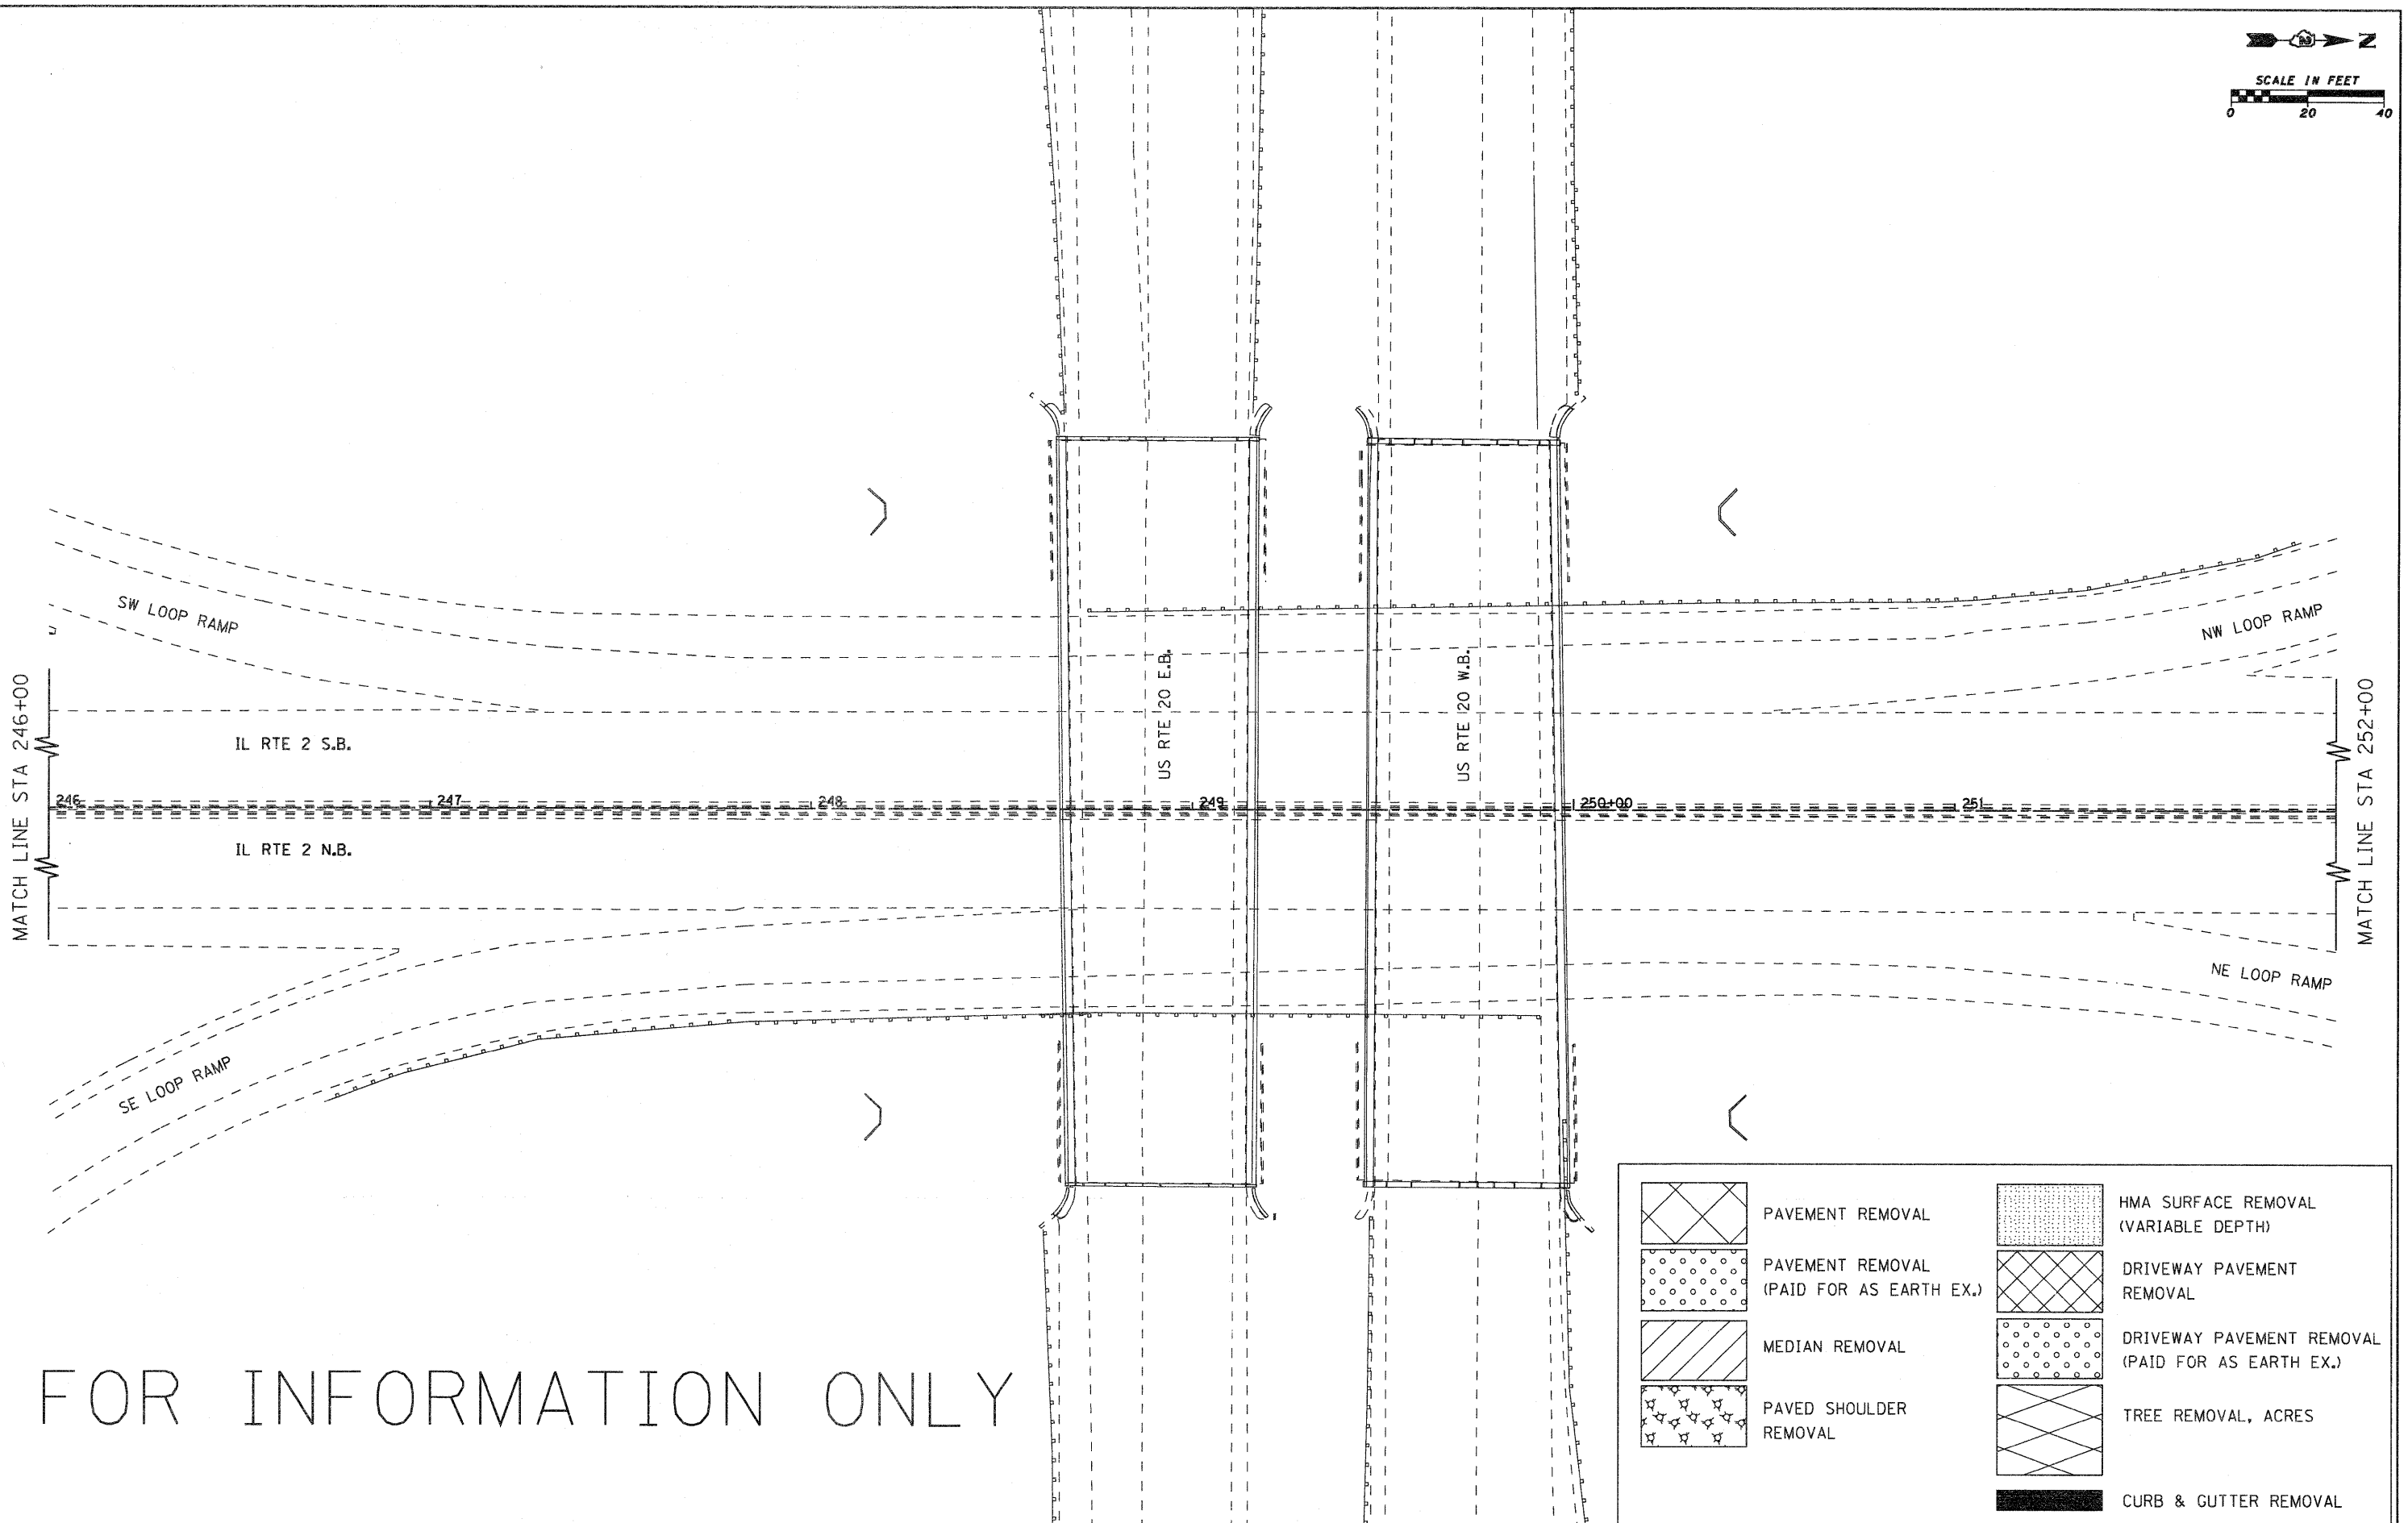 N
SCALE IN FEET
0 20 40
SW LOOP RAMP
NW LOOP RAMP
MATCH LINE STA 246+00
IL RTE 2 S.B.
US RTE 20 E.B.
US RTE 20 W.B.
MATCH LINE STA 252+00
246 247 248 249 250+00 251
IL RTE 2 N.B.
NE LOOP RAMP
SE LOOP RAMP
FOR INFORMATION ONLY
PAVEMENT REMOVAL
PAVEMENT REMOVAL
(PAID FOR AS EARTH EX.)
MEDIAN REMOVAL
PAVED SHOULDER
REMOVAL
HMA SURFACE REMOVAL
(VARIABLE DEPTH)
DRIVEWAY PAVEMENT
REMOVAL
DRIVEWAY PAVEMENT REMOVAL
(PAID FOR AS EARTH EX.)
TREE REMOVAL, ACRES
CURB & GUTTER REMOVAL